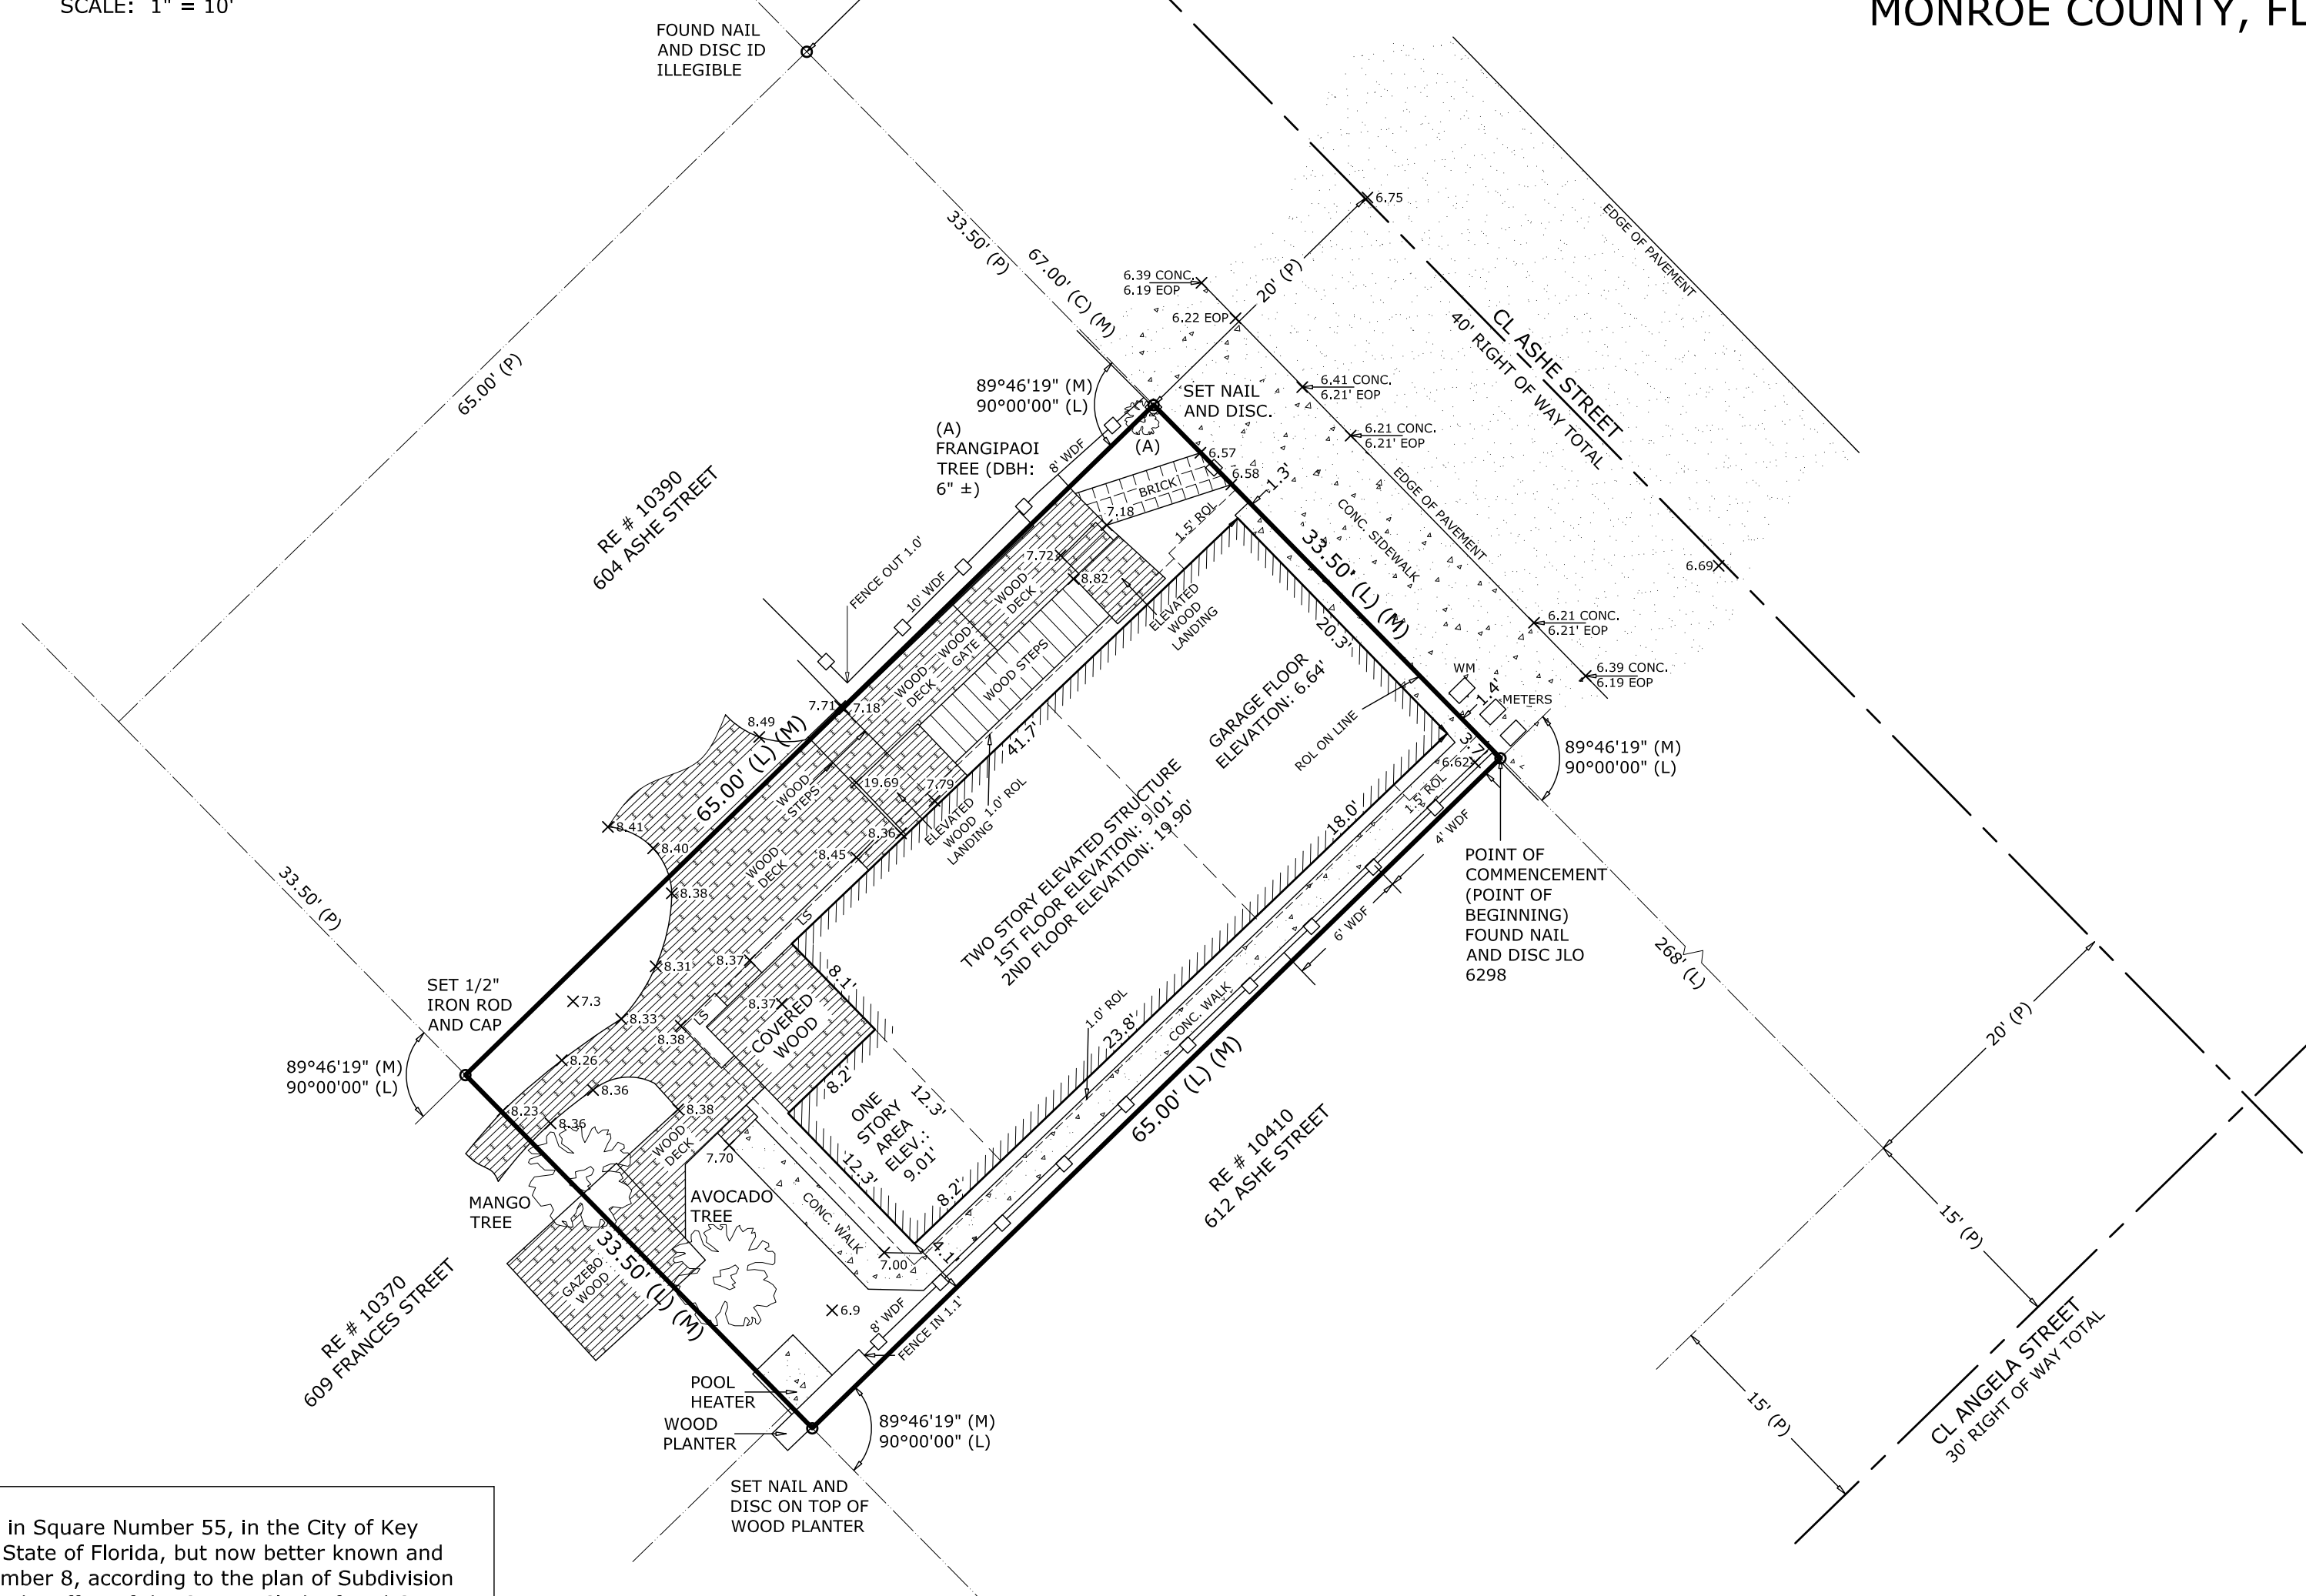 SCALE: 1" = 10'
MONROE COUNTY, FL
FOUND NAIL
AND DISC ID
ILLEGIBLE
6.75
EDGE OF PAVEMENT
33.50' (P)
67.00' (C) (M)
6.39 CONC.
6.19 EOP
20' (P)
6.22 EOP
CL ASHE STREET
40' RIGHT OF WAY TOTAL
65.00' (P)
89°46'19" (M)
90°00'00" (L)
SET NAIL
AND DISC.
6.41 CONC.
6.21' EOP
(A)
FRANGIPAOI
TREE (DBH:
6" ±)
(A)
8' WDF
6.21 CONC.
6.21' EOP
6.57
6.58
1.3'
BRICK
7.18
1.5' ROL
EDGE OF PAVEMENT
CONC. SIDEWALK
RE # 10390
604 ASHE STREET
FENCE OUT 1.0'
10' WDF
7.72
8.82
WOOD
DECK
33.50' (L) (M)
6.69
ELEVATED
WOOD
LANDING
20.3'
6.21 CONC.
6.21' EOP
WOOD
GATE
WOOD STEPS
WOOD
DECK
GARAGE FLOOR
ELEVATION: 6.64'
WM
6.39 CONC.
6.19 EOP
1.4'
METERS
7.71
7.18
8.49
41.7'
ROL ON LINE
3.7'
6.62
89°46'19" (M)
90°00'00" (L)
65.00' (L) (M)
WOOD
STEPS
19.69
7.79
1.0' ROL
ELEVATED
WOOD
LANDING
1.5' ROL
TWO STORY ELEVATED STRUCTURE
1ST FLOOR ELEVATION: 9.01'
2ND FLOOR ELEVATION: 19.90'
18.0'
4' WDF
8.41
8.36
8.40
8.45
WOOD
DECK
8.38
POINT OF
COMMENCEMENT
(POINT OF
BEGINNING)
FOUND NAIL
AND DISC JLO
6298
33.50' (P)
LS
6' WDF
268' (L)
8.37
8.31
8.1'
SET 1/2"
IRON ROD
AND CAP
7.3
8.37
COVERED
WOOD
LS
8.33
8.38
1.0' ROL
CONC. WALK
23.8'
20' (P)
89°46'19" (M)
90°00'00" (L)
8.26
8.36
8.2'
8.23
8.36
8.38
12.3'
ONE
STORY
AREA
ELEV.:
9.01'
65.00' (L) (M)
WOOD
DECK
7.70
12.3'
8.2'
RE # 10410
612 ASHE STREET
MANGO
TREE
AVOCADO
TREE
CONC. WALK
15' (P)
33.50' (L) (M)
4.1'
7.00
GAZEBO
WOOD
6.9
8' WDF
FENCE IN 1.1'
RE # 10370
609 FRANCES STREET
POOL
HEATER
WOOD
PLANTER
89°46'19" (M)
90°00'00" (L)
15' (P)
CL ANGELA STREET
30' RIGHT OF WAY TOTAL
SET NAIL AND
DISC ON TOP OF
WOOD PLANTER
in Square Number 55, in the City of Key
State of Florida, but now better known and
mber 8, according to the plan of Subdivision